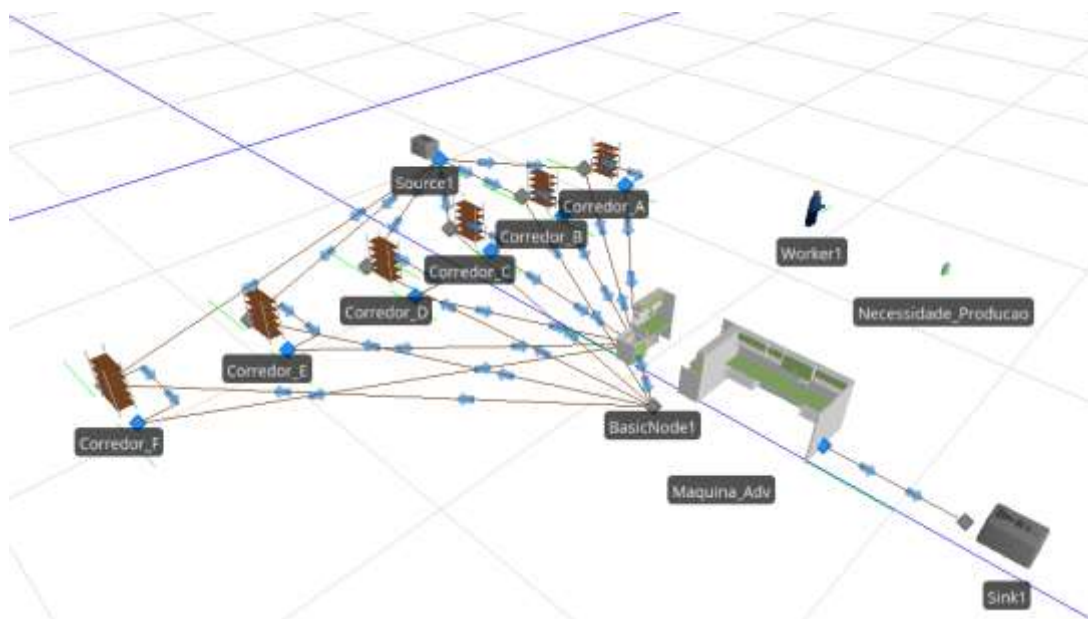 Source1
Corredor_A
Corredor_B
Worker1
Corredor_C
Necessidade_Producao
Corredor_D
Corredor_E
BasicNode1
Corredor_F
Maquina_Adv
Sink1